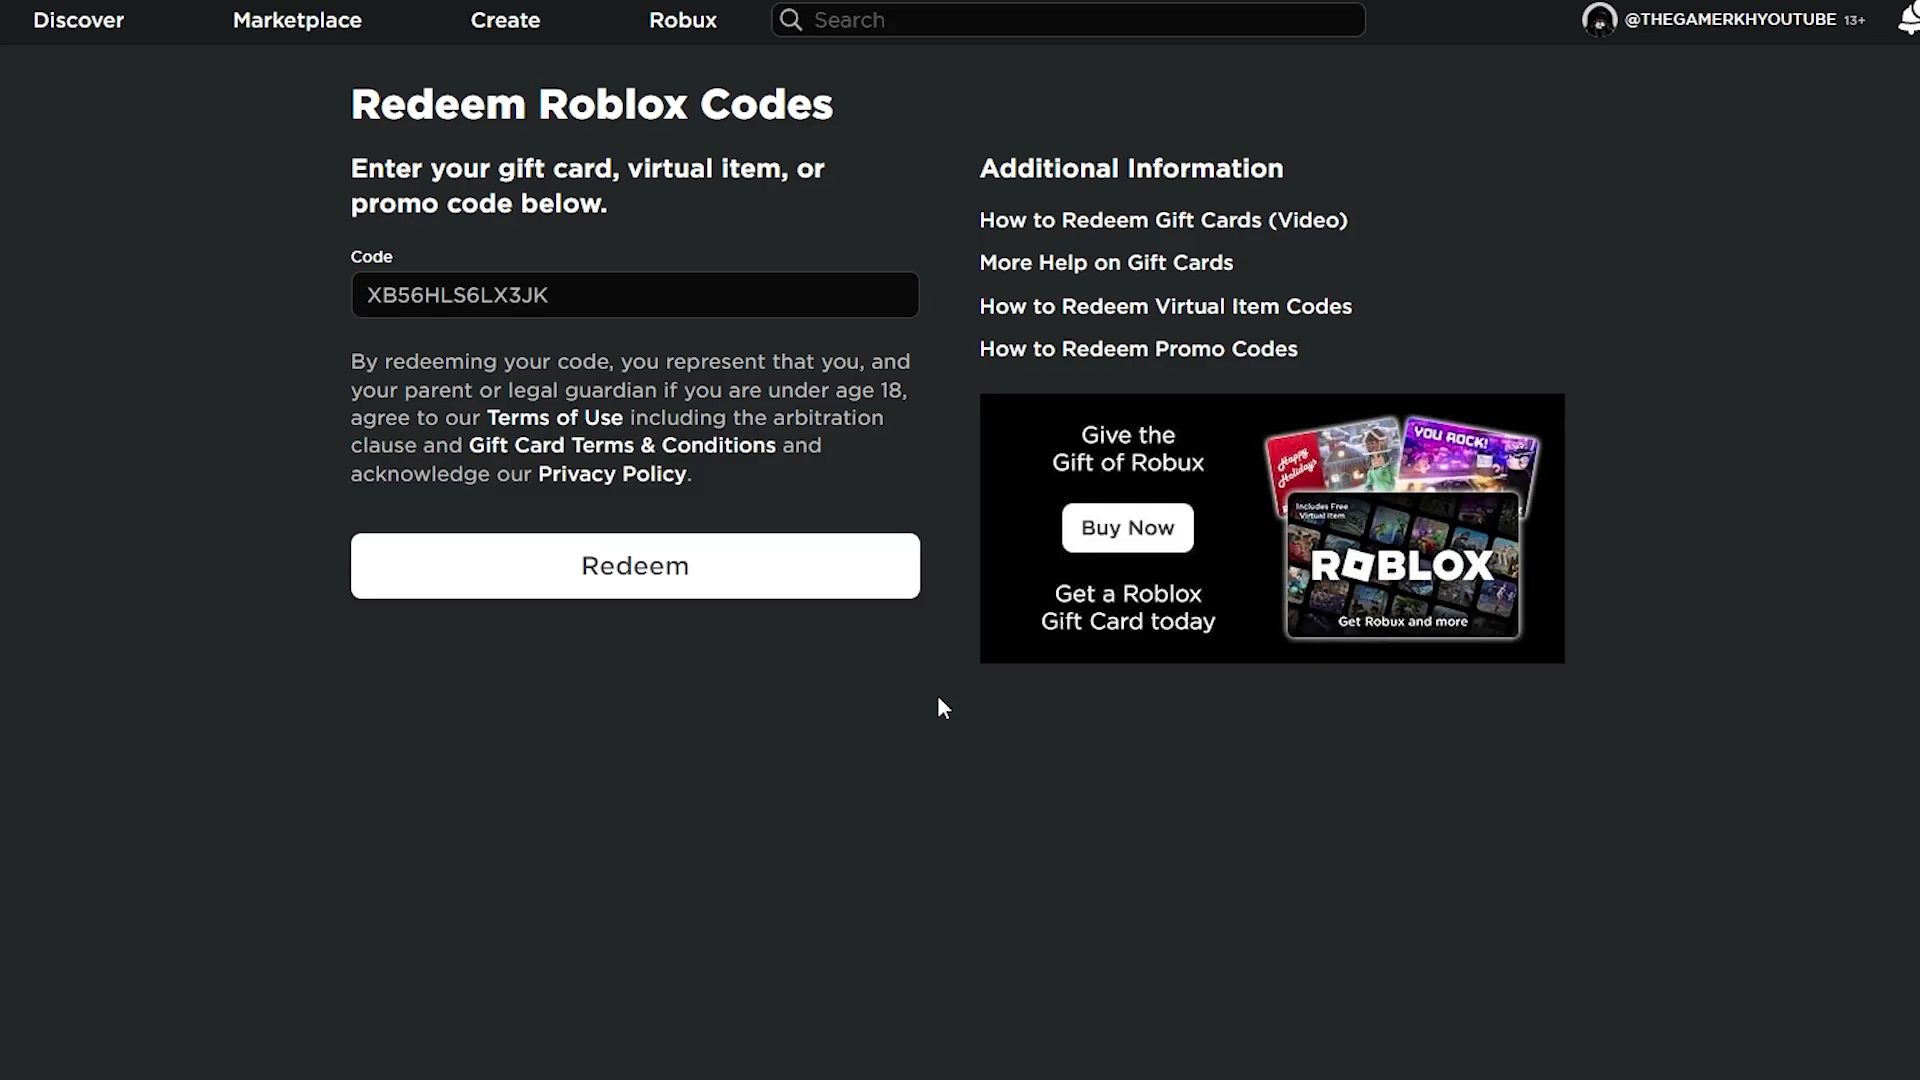 Discover Marketplace Create Robux Search @THEGAMERKHYOUTUBE 13+
Redeem Roblox Codes
Enter your gift card, virtual item, or
promo code below.
Code
XB56HLS6LX3JK
By redeeming your code, you represent that you, and
your parent or legal guardian if you are under age 18,
agree to our Terms of Use including the arbitration
clause and Gift Card Terms & Conditions and
acknowledge our Privacy Policy.
Redeem
Additional Information
How to Redeem Gift Cards (Video)
More Help on Gift Cards
How to Redeem Virtual Item Codes
How to Redeem Promo Codes
Give the
Gift of Robux
Buy Now
Get a Roblox
Gift Card today
Happy
Holidays
YOU ROCK!
Includes Free
Virtual Item
ROBLOX
Get Robux and more